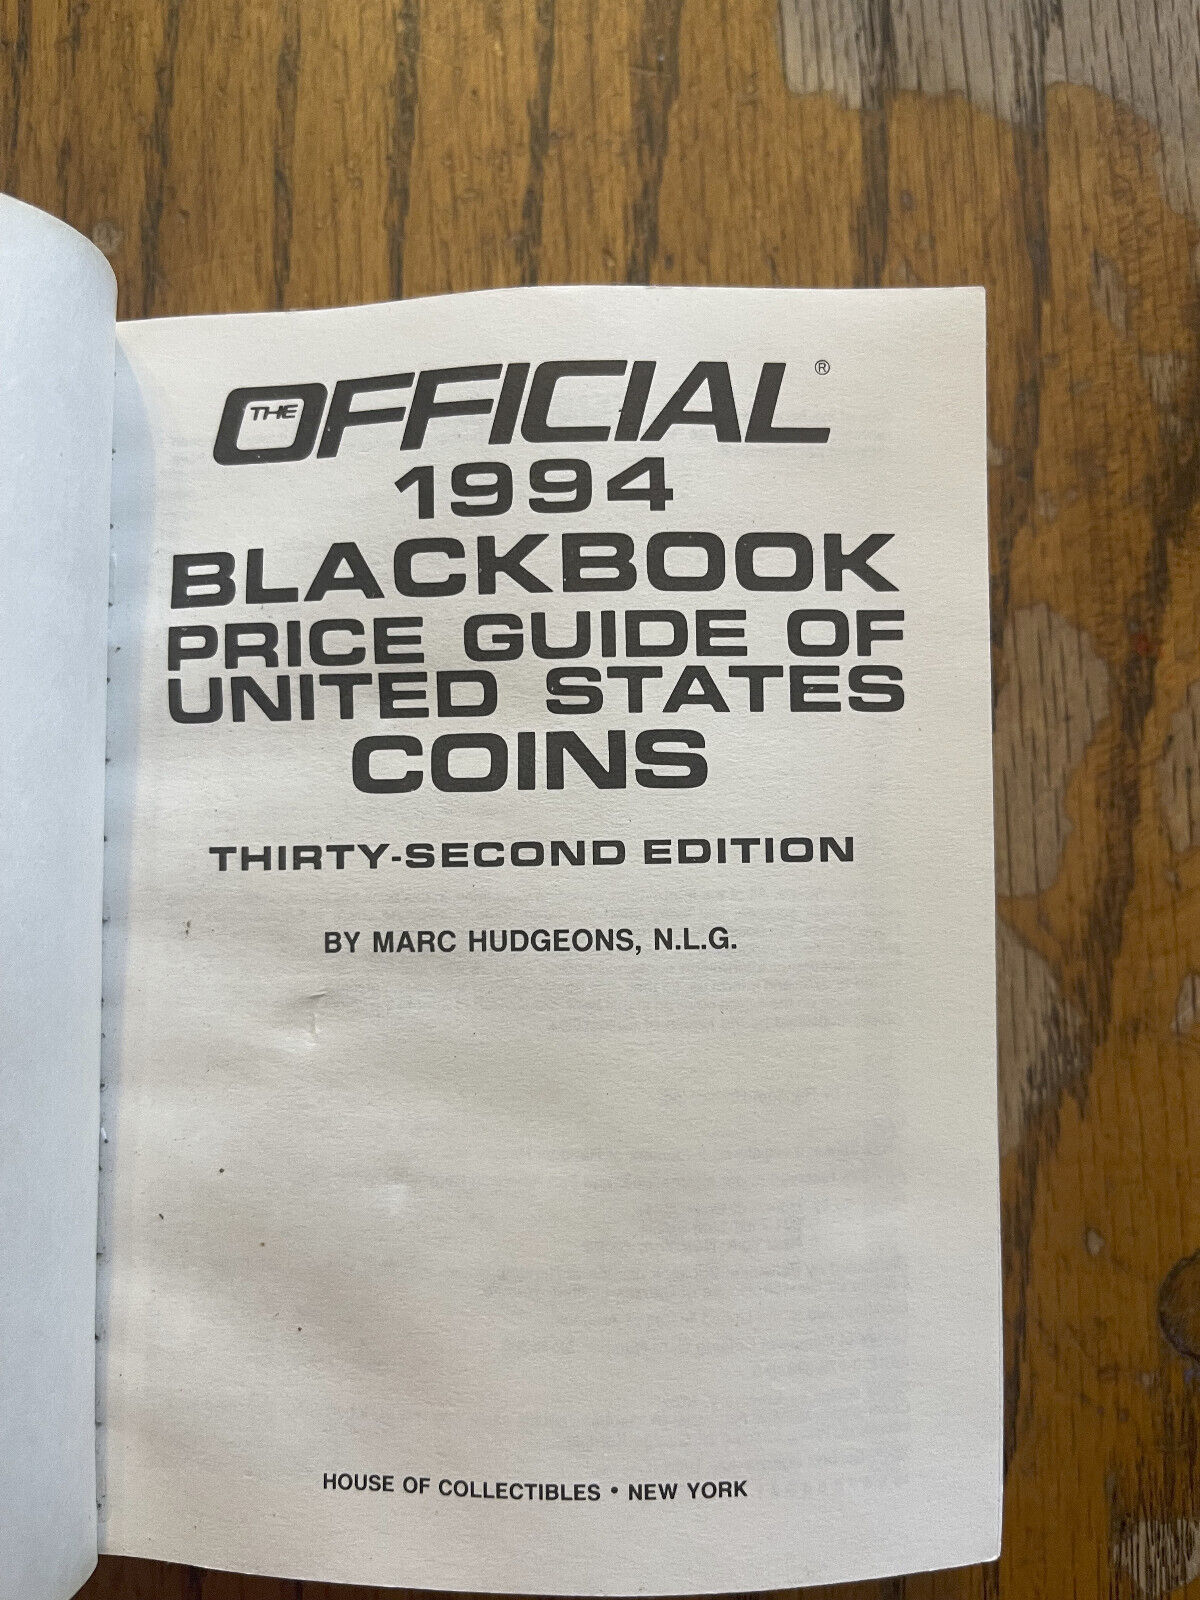 THE OFFICIAL®
1994
BLACKBOOK
PRICE GUIDE OF
UNITED STATES
COINS
THIRTY-SECOND EDITION
BY MARC HUDGEONS, N.L.G.
HOUSE OF COLLECTIBLES • NEW YORK